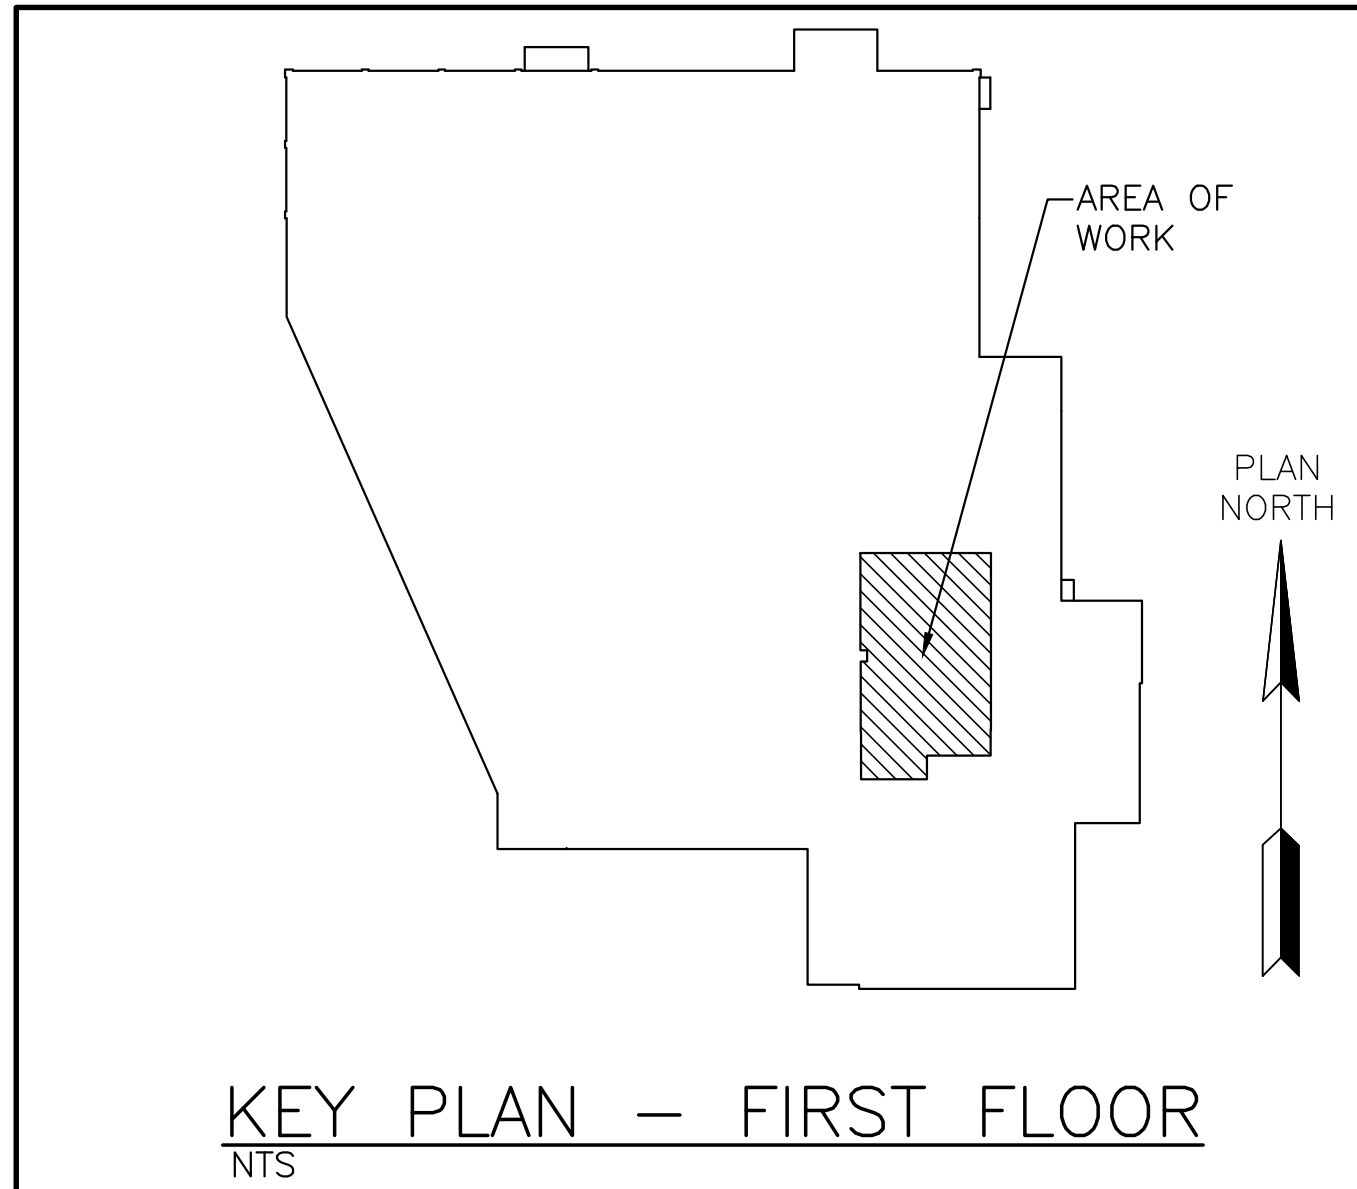 AREA OF
WORK
PLAN
NORTH
KEY PLAN — FIRST FLOOR
NTS